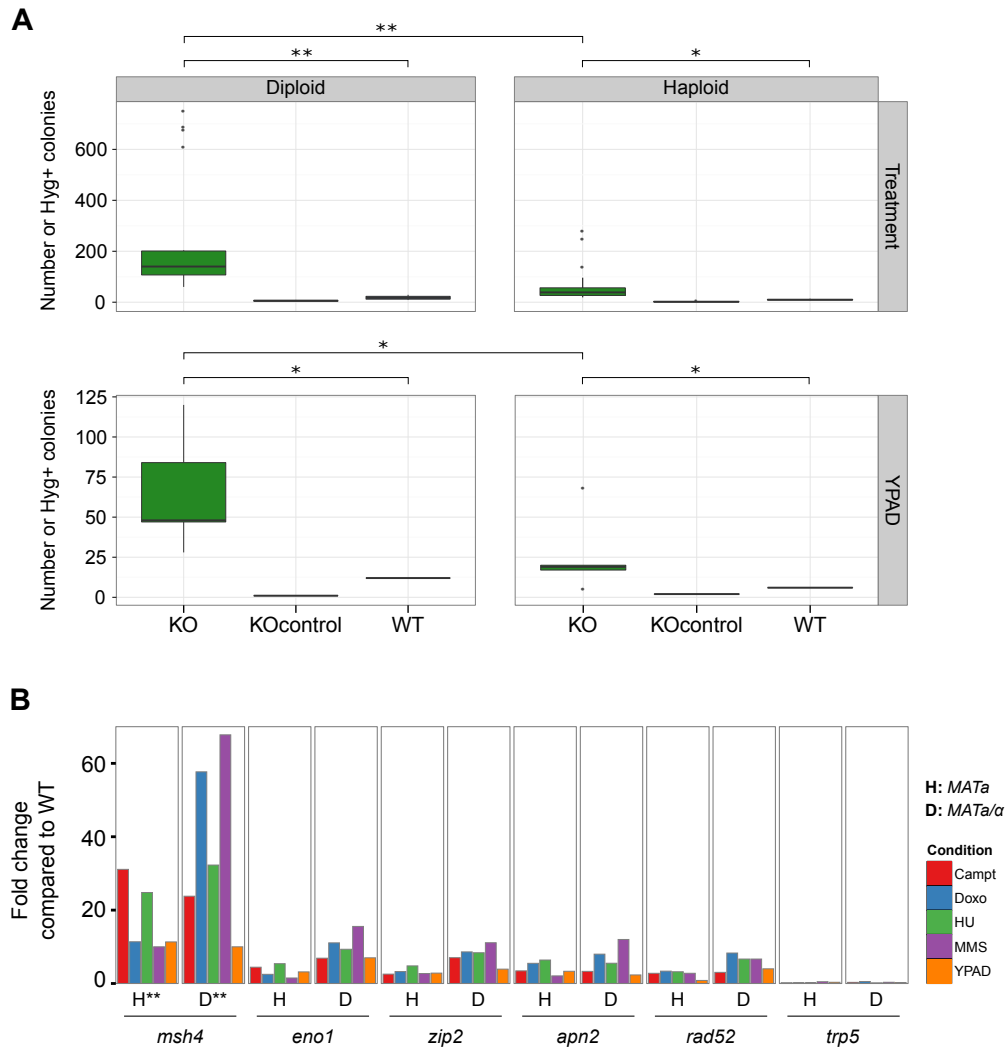 A
**
**
*
Diploid
Haploid
Number or Hyg+ colonies
600
400
200
0
Treatment
*
*
*
Number or Hyg+ colonies
125
100
75
50
25
0
YPAD
KO KOcontrol WT
KO KOcontrol WT
B
Fold change
compared to WT
60
40
20
0
H** D** H D H D H D H D H D
msh4 eno1 zip2 apn2 rad52 trp5
H: MATa
D: MATa/α
Condition
Campt
Doxo
HU
MMS
YPAD